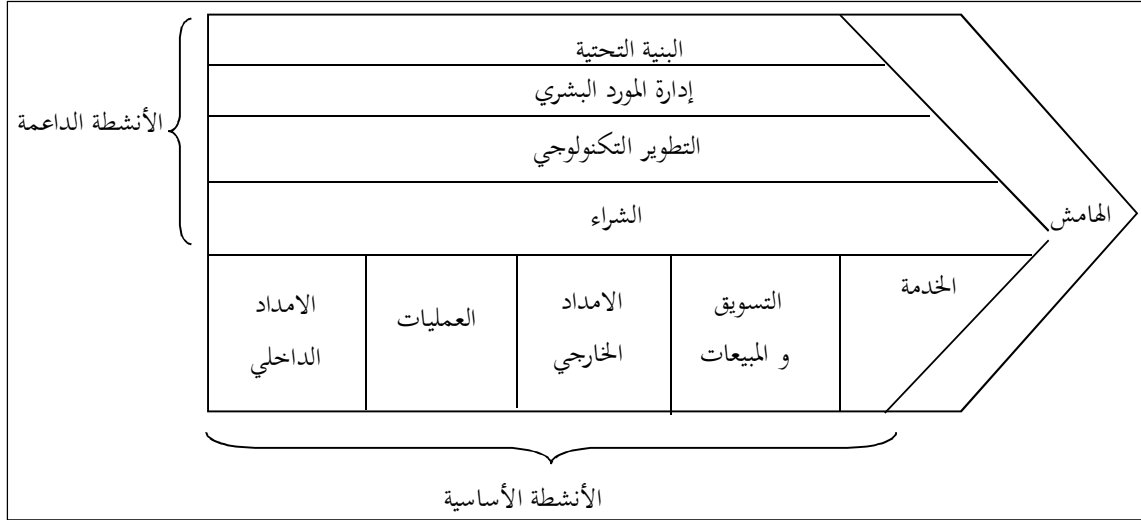 البنية التحتية
إدارة المورد البشري
الأنشطة الداعمة
التطوير التكنولوجي
الشراء
الهامش
الامداد
الداخلي
العمليات
الامداد
الخارجي
التسويق
و المبيعات
الخدمة
الأنشطة الأساسية